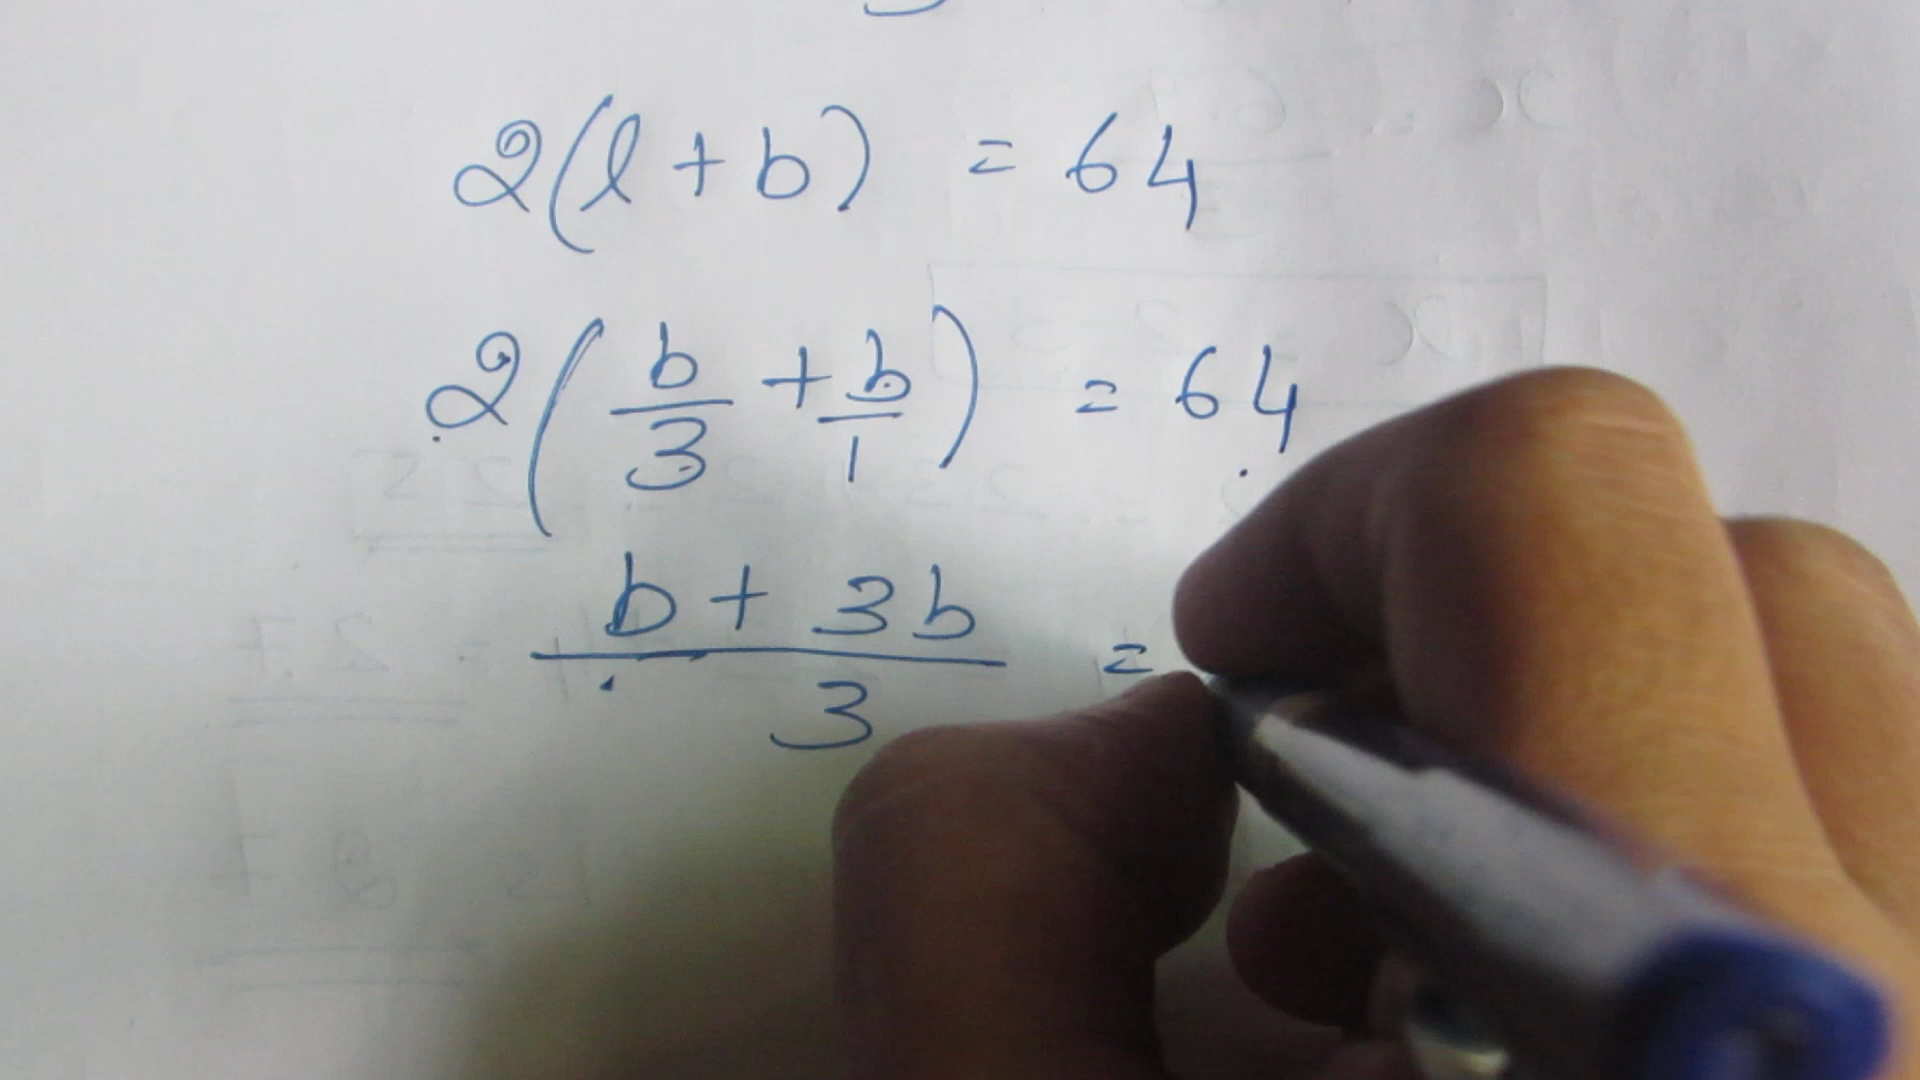 2(l + b) = 64
2(b/3 + b/1) = 64
b + 3b / 3 =